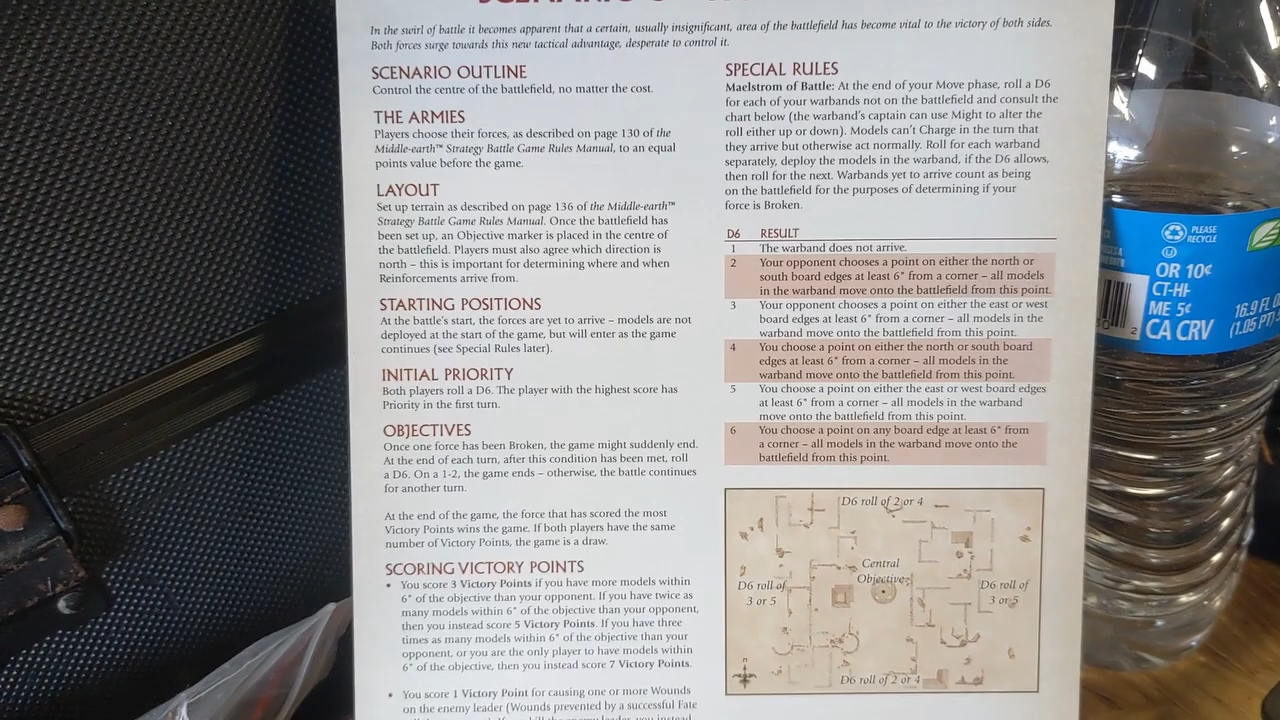 In the swirl of battle it becomes apparent that a certain, usually insignificant, area of the battlefield has become vital to the victory of both sides.
Both forces surge towards this new tactical advantage, desperate to control it.
SCENARIO OUTLINE
Control the centre of the battlefield, no matter the cost.
THE ARMIES
Players choose their forces, as described on page 130 of the
Middle-earth™ Strategy Battle Game Rules Manual, to an equal
points value before the game.
LAYOUT
Set up terrain as described on page 136 of the Middle-earth™
Strategy Battle Game Rules Manual. Once the battlefield has
been set up, an Objective marker is placed in the centre of
the battlefield. Players must also agree which direction is
north – this is important for determining where and when
Reinforcements arrive from.
STARTING POSITIONS
At the battle's start, the forces are yet to arrive – models are not
deployed at the start of the game, but will enter as the game
continues (see Special Rules later).
INITIAL PRIORITY
Both players roll a D6. The player with the highest score has
Priority in the first turn.
OBJECTIVES
Once one force has been Broken, the game might suddenly end.
At the end of each turn, after this condition has been met, roll
a D6. On a 1-2, the game ends – otherwise, the battle continues
for another turn.
At the end of the game, the force that has scored the most
Victory Points wins the game. If both players have the same
number of Victory Points, the game is a draw.
SCORING VICTORY POINTS
• You score 3 Victory Points if you have more models within
6" of the objective than your opponent. If you have twice as
many models within 6" of the objective than your opponent,
then you instead score 5 Victory Points. If you have three
times as many models within 6" of the objective than your
opponent, or you are the only player to have models within
6" of the objective, then you instead score 7 Victory Points.
• You score 1 Victory Point for causing one or more Wounds
on the enemy leader (Wounds prevented by a successful Fate
SPECIAL RULES
Maelstrom of Battle: At the end of your Move phase, roll a D6
for each of your warbands not on the battlefield and consult the
chart below (the warband's captain can use Might to alter the
roll either up or down). Models can't Charge in the turn that
they arrive but otherwise act normally. Roll for each warband
separately, deploy the models in the warband, if the D6 allows,
then roll for the next. Warbands yet to arrive count as being
on the battlefield for the purposes of determining if your
force is Broken.
D6 RESULT
1 The warband does not arrive.
2 Your opponent chooses a point on either the north or
south board edges at least 6" from a corner – all models
in the warband move onto the battlefield from this point.
3 Your opponent chooses a point on either the east or west
board edges at least 6" from a corner – all models in the
warband move onto the battlefield from this point.
4 You choose a point on either the north or south board
edges at least 6" from a corner – all models in the
warband move onto the battlefield from this point.
5 You choose a point on either the east or west board edges
at least 6" from a corner – all models in the warband
move onto the battlefield from this point.
6 You choose a point on any board edge at least 6" from
a corner – all models in the warband move onto the
battlefield from this point.
D6 roll of 2 or 4
Central
Objective
D6 roll of
3 or 5
D6 roll of
3 or 5
D6 roll of 2 or 4
PLEASE
RECYCLE
OR 10¢
CT-HI-
ME 5¢
CA CRV
16.9 FL
(1.05 PT)